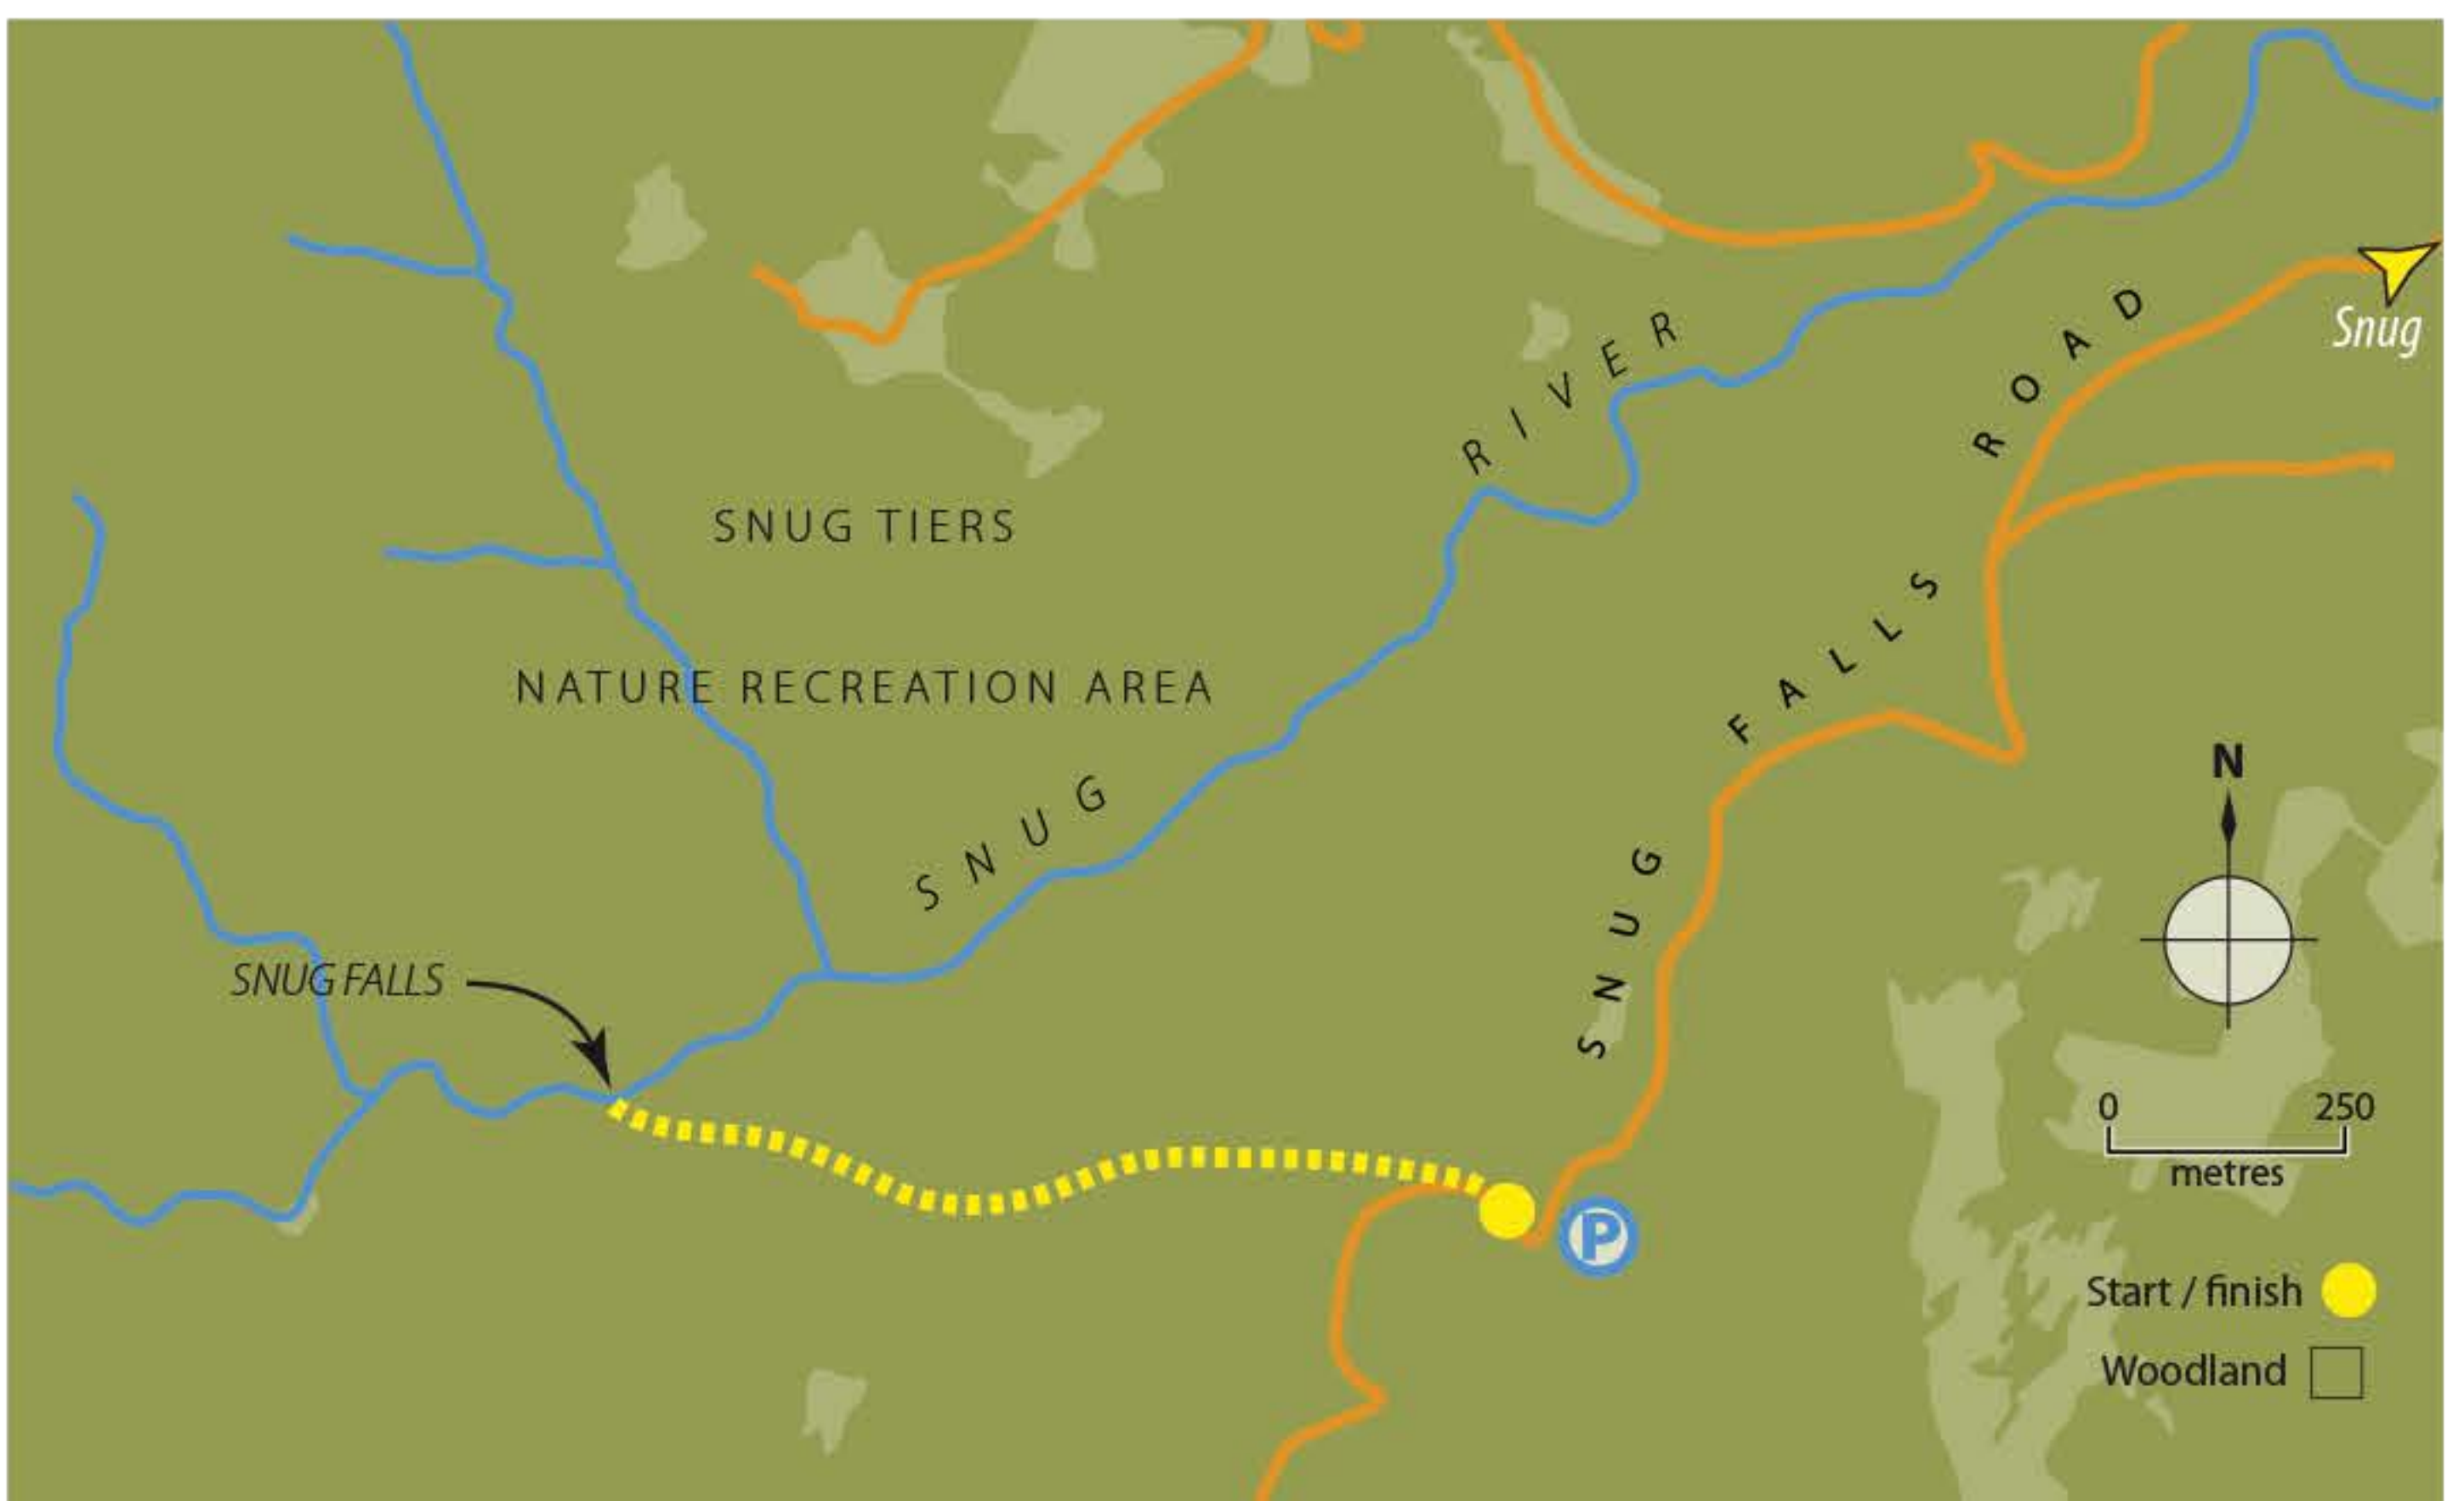 Snug
SNUG RIVER
SNUG FALLS ROAD
SNUG TIERS
NATURE RECREATION AREA
SNUG FALLS
N
0 250
metres
P
Start / finish
Woodland